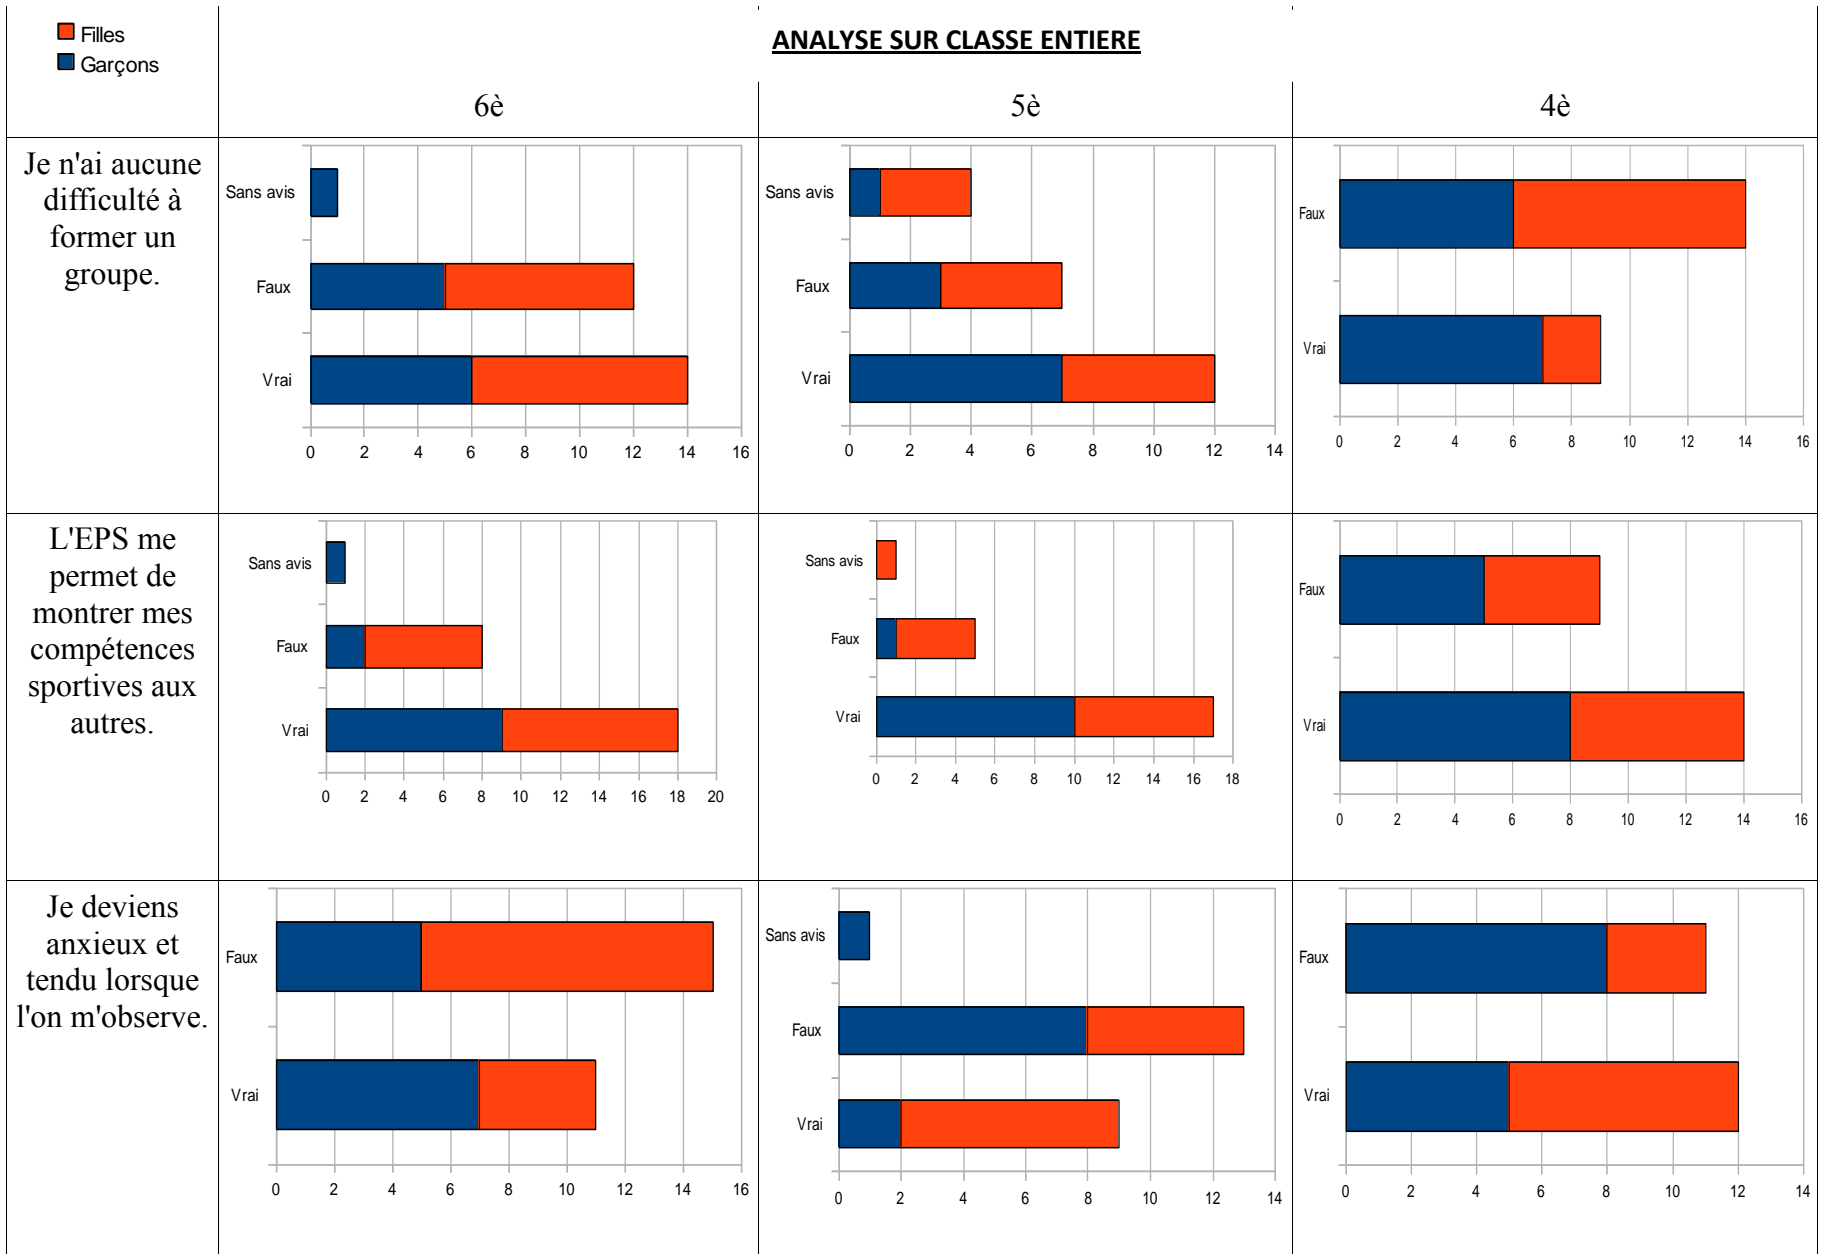 Filles
Garçons
ANALYSE SUR CLASSE ENTIERE
6è
5è
4è
Je n'ai aucune
difficulté à
former un
groupe.
Sans avis
Faux
Vrai
0 2 4 6 8 10 12 14 16
Sans avis
Faux
Vrai
0 2 4 6 8 10 12 14
Faux
Vrai
0 2 4 6 8 10 12 14 16
L'EPS me
permet de
montrer mes
compétences
sportives aux
autres.
Sans avis
Faux
Vrai
0 2 4 6 8 10 12 14 16 18 20
Sans avis
Faux
Vrai
0 2 4 6 8 10 12 14 16 18
Faux
Vrai
0 2 4 6 8 10 12 14 16
Je deviens
anxieux et
tendu lorsque
l'on m'observe.
Faux
Vrai
0 2 4 6 8 10 12 14 16
Sans avis
Faux
Vrai
0 2 4 6 8 10 12 14
Faux
Vrai
0 2 4 6 8 10 12 14